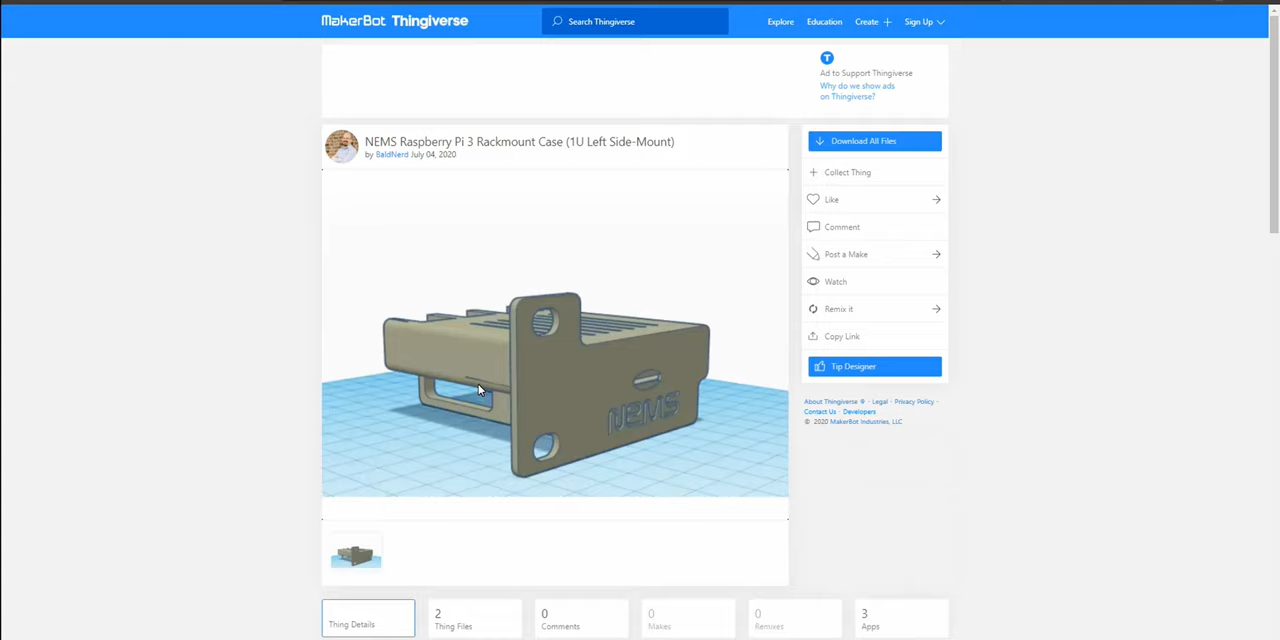 MakerBot Thingiverse
Search Thingiverse
Explore
Education
Create
Sign Up
Ad to Support Thingiverse
Why do we show ads
on Thingiverse?
NEMS Raspberry Pi 3 Rackmount Case (1U Left Side-Mount)
by BaldNerd July 04, 2020
NEMS
Download All Files
Collect Thing
Like
Comment
Post a Make
Watch
Remix it
Copy Link
Tip Designer
About Thingiverse ® · Legal · Privacy Policy ·
Contact Us · Developers
© 2020 MakerBot Industries, LLC
Thing Details
2
Thing Files
0
Comments
0
Makes
0
Remixes
3
Apps